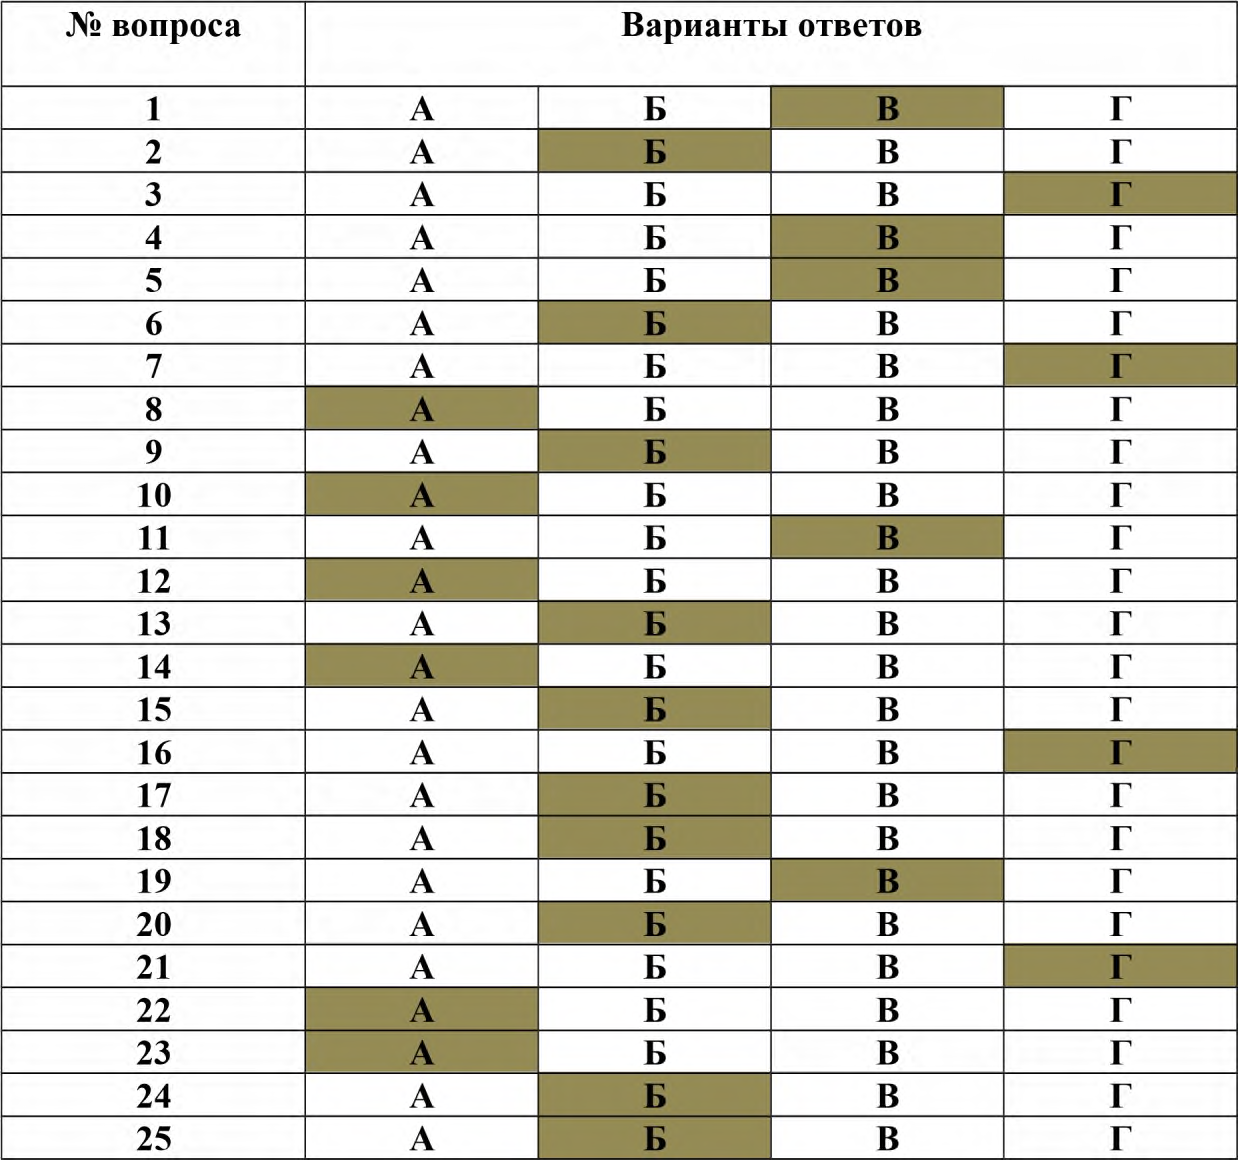 № вопроса Варианты ответов
1 А Б В Г
2 А Б В Г
3 А Б В Г
4 А Б В Г
5 А Б В Г
6 А Б В Г
7 А Б В Г
8 А Б В Г
9 А Б В Г
10 А Б В Г
11 А Б В Г
12 А Б В Г
13 А Б В Г
14 А Б В Г
15 А Б В Г
16 А Б В Г
17 А Б В Г
18 А Б В Г
19 А Б В Г
20 А Б В Г
21 А Б В Г
22 А Б В Г
23 А Б В Г
24 А Б В Г
25 А Б В Г